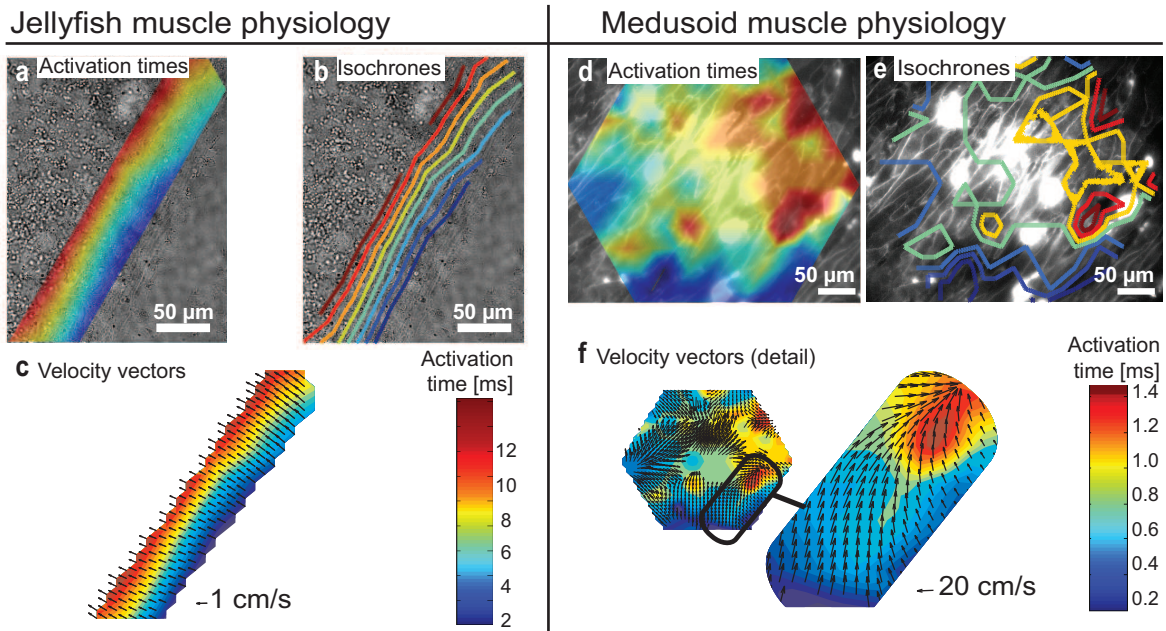 Jellyfish muscle physiology
Medusoid muscle physiology
a Activation times
b Isochrones
d Activation times
e Isochrones
50 µm
50 µm
50 µm
50 µm
c Velocity vectors
Activation
time [ms]
12
10
8
6
4
2
1 cm/s
f Velocity vectors (detail)
Activation
time [ms]
1.4
1.2
1.0
0.8
0.6
0.4
0.2
20 cm/s